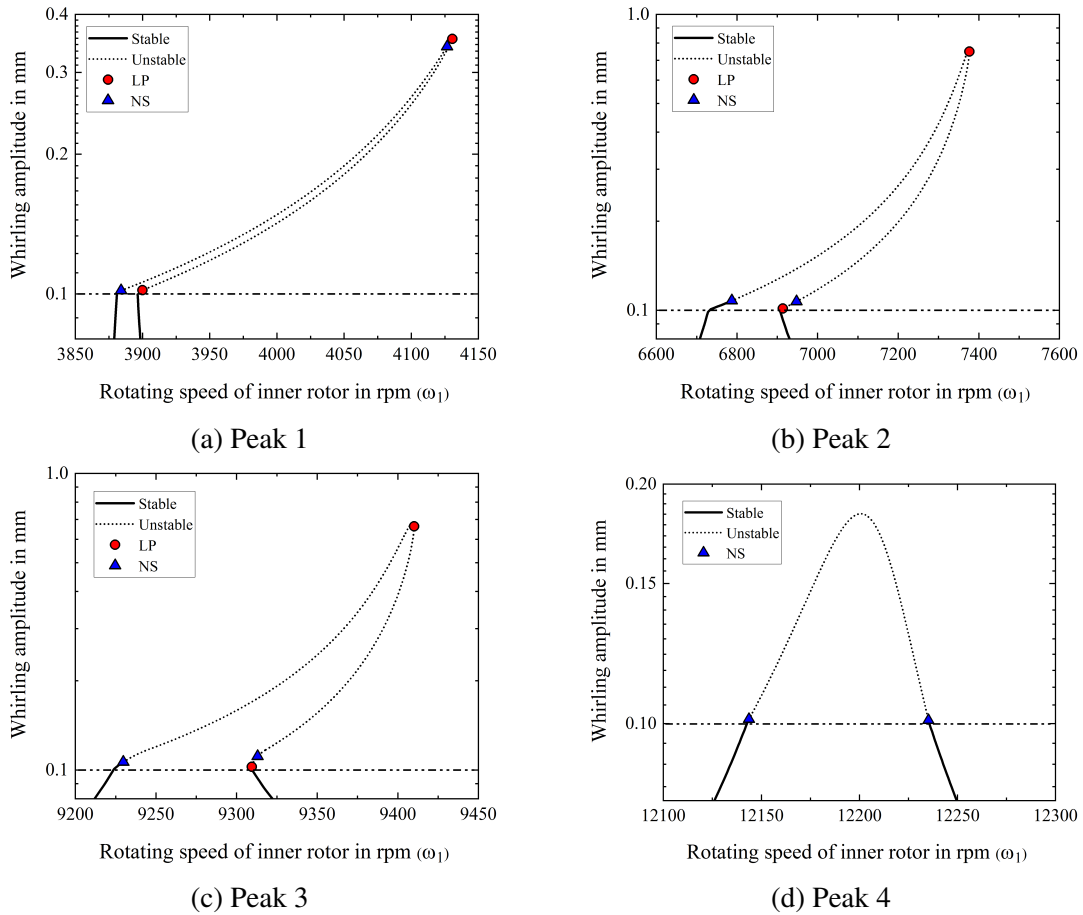 0.4
0.3
0.2
0.1
Whirling amplitude in mm
Stable
Unstable
LP
NS
3850 3900 3950 4000 4050 4100 4150
Rotating speed of inner rotor in rpm (ω₁)
(a) Peak 1
1.0
0.1
Whirling amplitude in mm
Stable
Unstable
LP
NS
6600 6800 7000 7200 7400 7600
Rotating speed of inner rotor in rpm (ω₁)
(b) Peak 2
1.0
0.1
Whirling amplitude in mm
Stable
Unstable
LP
NS
9200 9250 9300 9350 9400 9450
Rotating speed of inner rotor in rpm (ω₁)
(c) Peak 3
0.20
0.15
0.10
Whirling amplitude in mm
Stable
Unstable
NS
12100 12150 12200 12250 12300
Rotating speed of inner rotor in rpm (ω₁)
(d) Peak 4